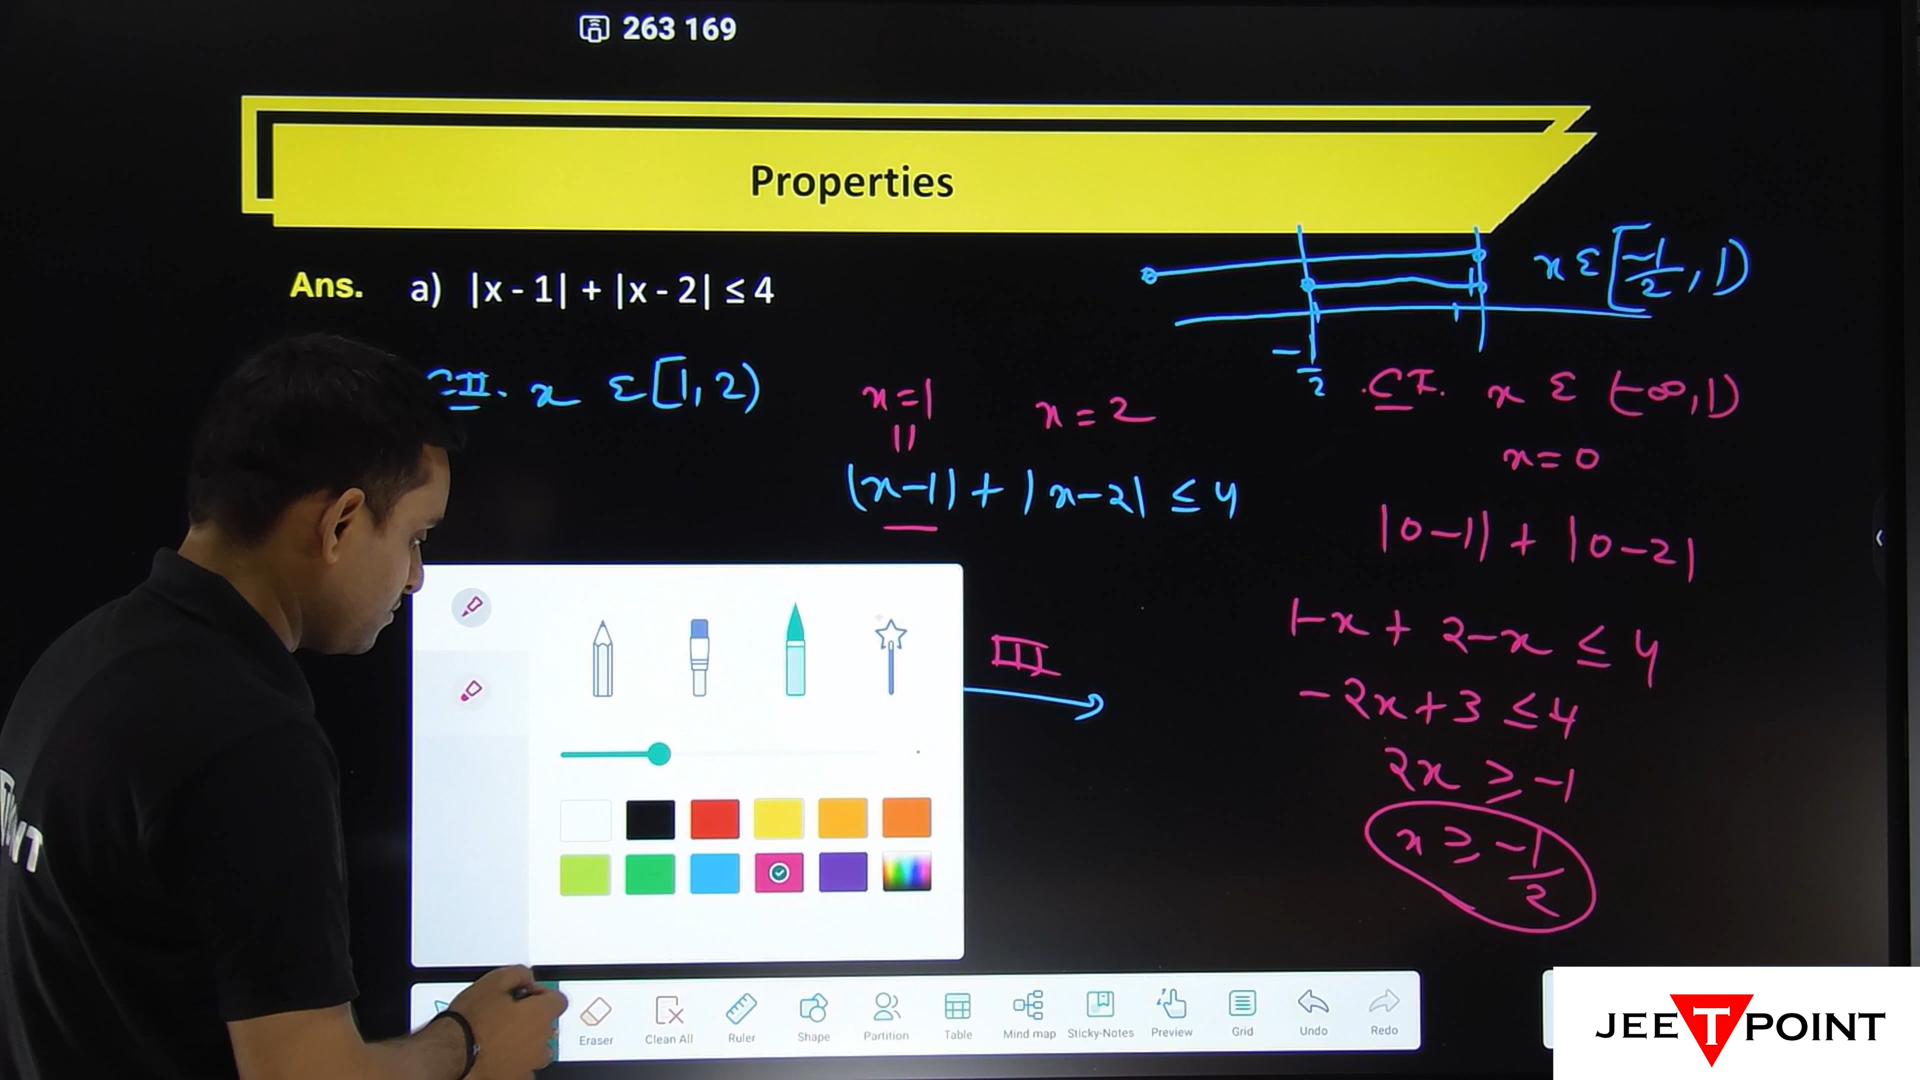 263 169
Properties
Ans. a) |x - 1| + |x - 2| ≤ 4
x ε [-1/2, 1)
-1/2
CII. x ε [1, 2)
x = 1
x = 2
|x-1| + |x-2| ≤ 4
III
CI. x ε (-∞, 1)
x = 0
|0-1| + |0-2|
1-x + 2-x ≤ 4
-2x + 3 ≤ 4
2x ≥ -1
x ≥ -1/2
Eraser
Clean All
Ruler
Shape
Partition
Table
Mind map
Sticky-Notes
Preview
Grid
Undo
Redo
JEE T POINT